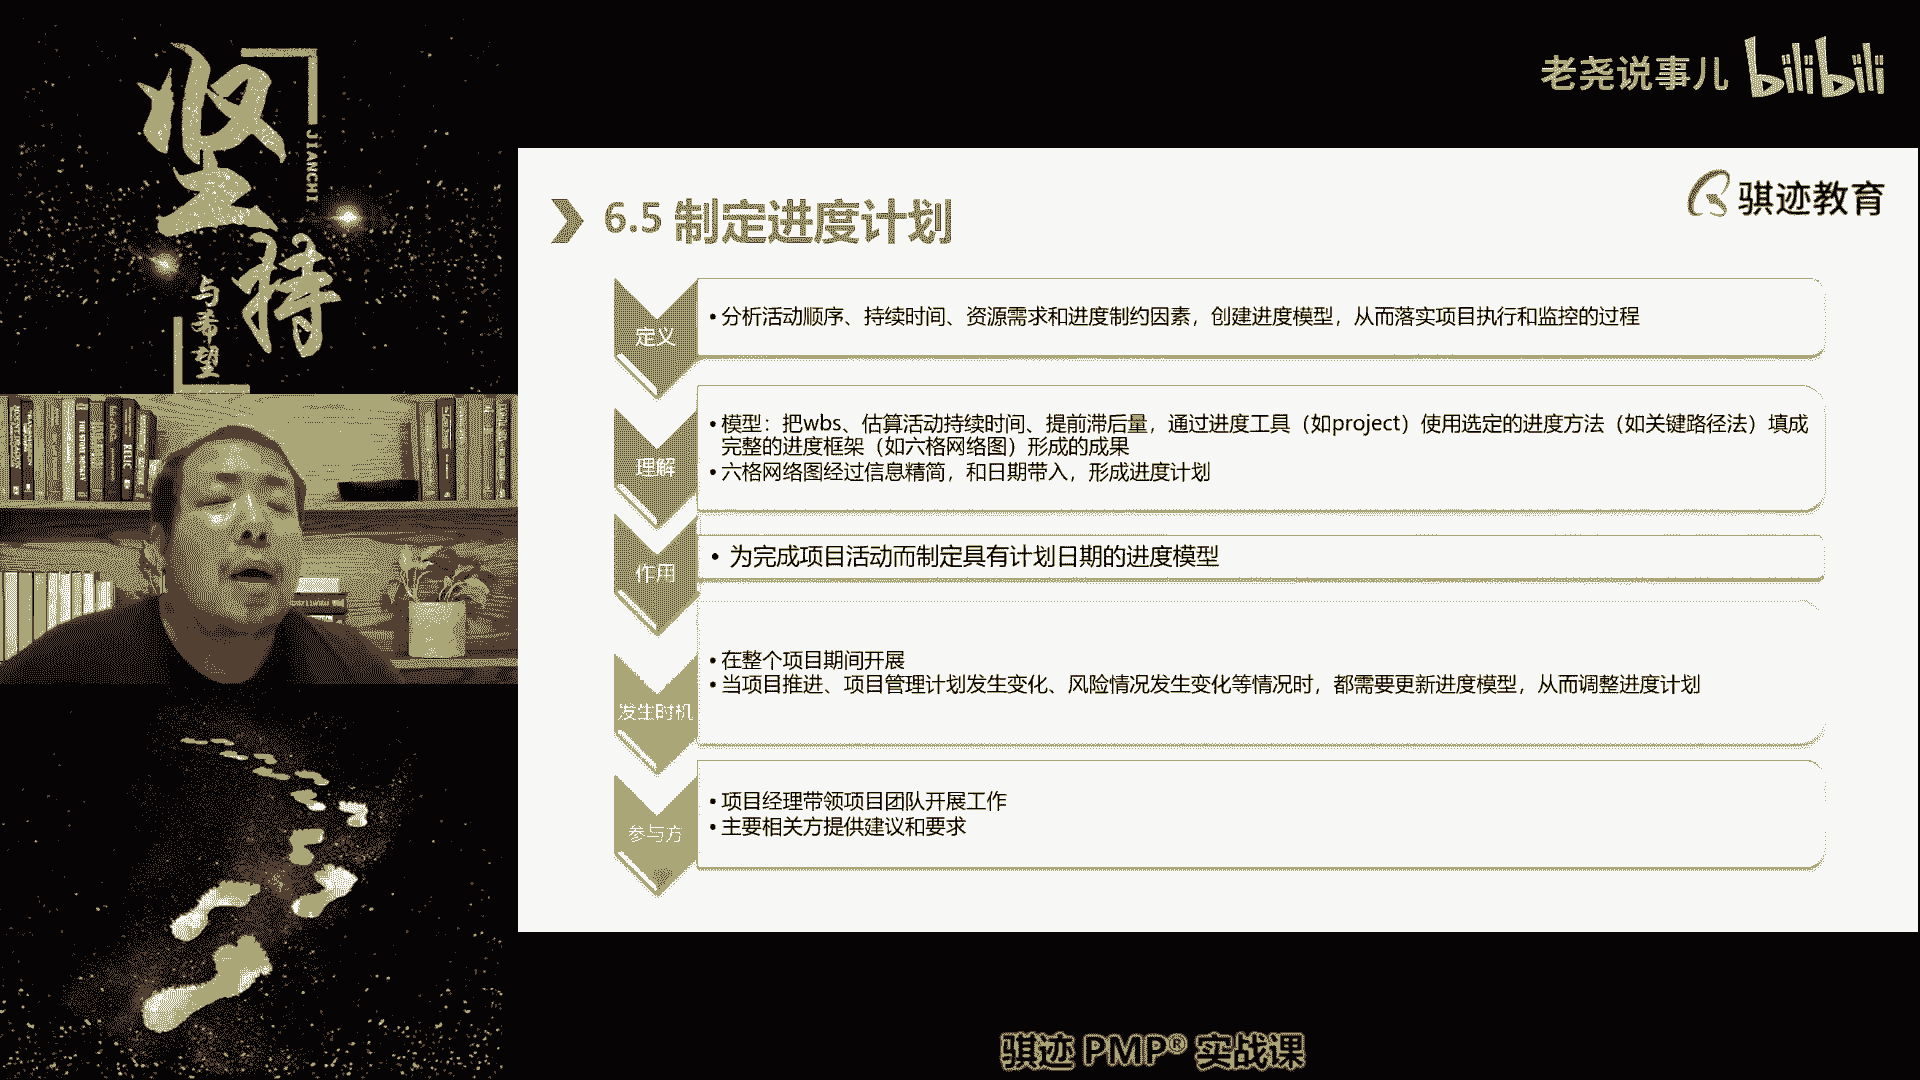 坚持
JIANCHI
与希望
老尧说事儿 bilibili
骐迹教育
6.5 制定进度计划
定义
• 分析活动顺序、持续时间、资源需求和进度制约因素，创建进度模型，从而落实项目执行和监控的过程
理解
• 模型：把wbs、估算活动持续时间、提前滞后量，通过进度工具（如project）使用选定的进度方法（如关键路径法）填成
完整的进度框架（如六格网络图）形成的成果
• 六格网络图经过信息精简，和日期带入，形成进度计划
作用
• 为完成项目活动而制定具有计划日期的进度模型
发生时机
• 在整个项目期间开展
• 当项目推进、项目管理计划发生变化、风险情况发生变化等情况时，都需要更新进度模型，从而调整进度计划
参与方
• 项目经理带领项目团队开展工作
• 主要相关方提供建议和要求
骐迹 PMP® 实战课